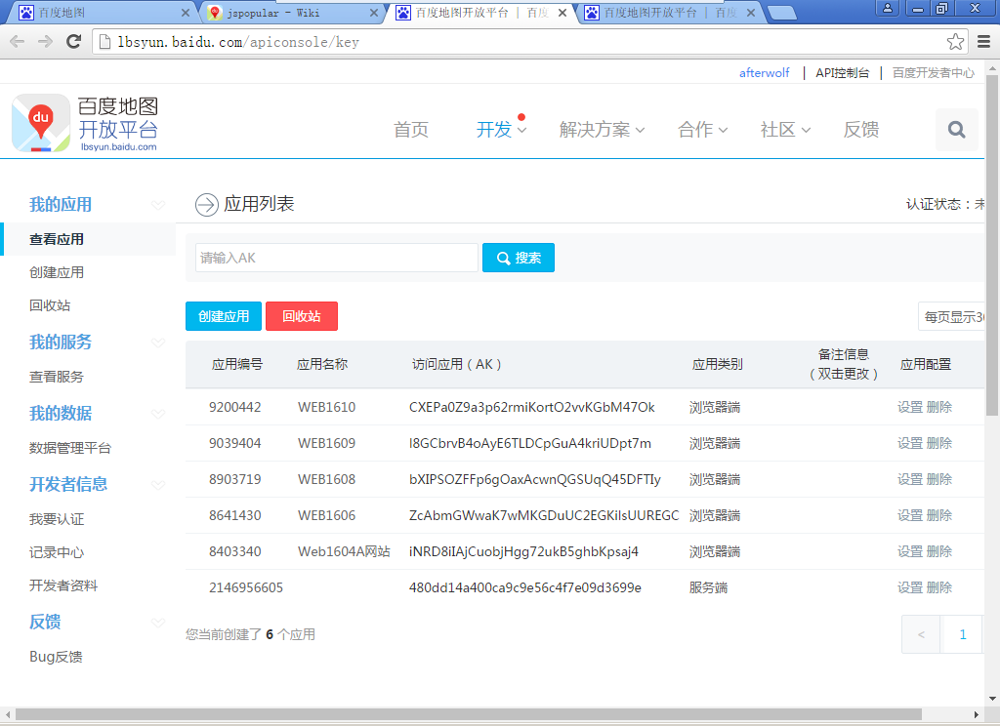 百度地图
jspopular - Wiki
百度地图开放平台 | 百度
百度地图开放平台 | 百度
lbsyun.baidu.com/apiconsole/key
afterwolf | API控制台 | 百度开发者中心
du
百度地图
开放平台
lbsyun.baidu.com
首页 开发 解决方案 合作 社区 反馈
我的应用
查看应用
创建应用
回收站
我的服务
查看服务
我的数据
数据管理平台
开发者信息
我要认证
记录中心
开发者资料
反馈
Bug反馈
应用列表
认证状态：未
请输入AK 搜索
创建应用 回收站
每页显示30
应用编号 应用名称 访问应用（AK） 应用类别 备注信息（双击更改） 应用配置
9200442 WEB1610 CXEPa0Z9a3p62rmiKortO2vvKGbM47Ok 浏览器端 设置 删除
9039404 WEB1609 I8GCbrvB4oAyE6TLDCpGuA4kriUDpt7m 浏览器端 设置 删除
8903719 WEB1608 bXIPSOZFFp6gOaxAcwnQGSUqQ45DFTIy 浏览器端 设置 删除
8641430 WEB1606 ZcAbmGWwaK7wMKGDuUC2EGKiIsUUREGC 浏览器端 设置 删除
8403340 Web1604A网站 iNRD8iIAjCuobjHgg72ukB5ghbKpsaj4 浏览器端 设置 删除
2146956605 480dd14a400ca9c9e56c4f7e09d3699e 服务端 设置 删除
您当前创建了 6 个应用
< 1